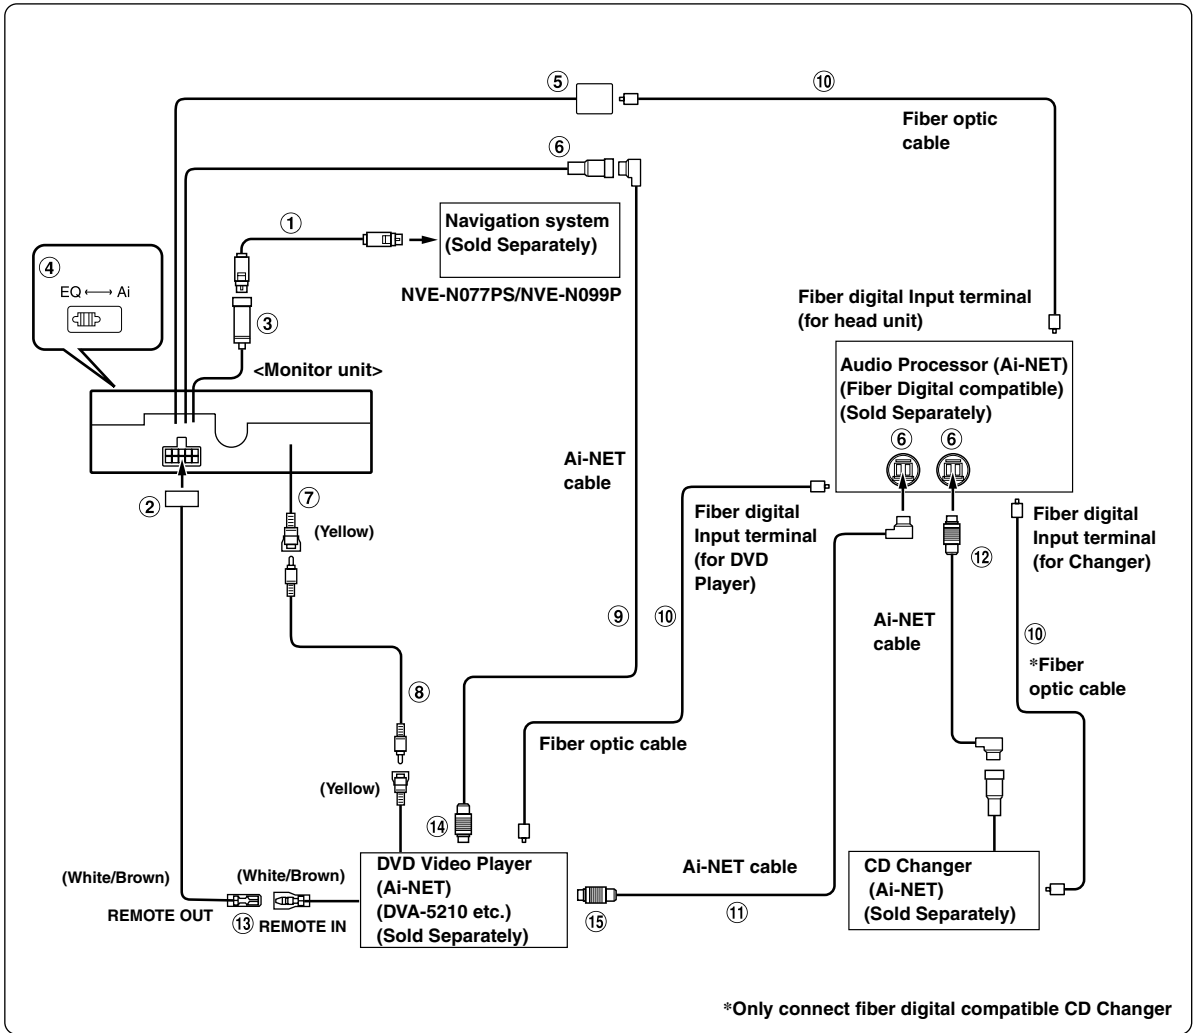 ⑤
⑩
Fiber optic
cable
⑥
①
Navigation system
(Sold Separately)
NVE-N077PS/NVE-N099P
④
EQ ⟷ Ai
③
<Monitor unit>
Fiber digital Input terminal
(for head unit)
Audio Processor (Ai-NET)
(Fiber Digital compatible)
(Sold Separately)
⑥ ⑥
Ai-NET
cable
②
⑦
(Yellow)
Fiber digital
Input terminal
(for DVD
Player)
Fiber digital
Input terminal
(for Changer)
⑫
⑨
⑩
Ai-NET
cable
⑩
*Fiber
optic cable
⑧
Fiber optic cable
(Yellow)
⑭
DVD Video Player
(Ai-NET)
(DVA-5210 etc.)
(Sold Separately)
Ai-NET cable
⑪
⑮
CD Changer
(Ai-NET)
(Sold Separately)
(White/Brown)
REMOTE OUT
⑬
(White/Brown)
REMOTE IN
*Only connect fiber digital compatible CD Changer